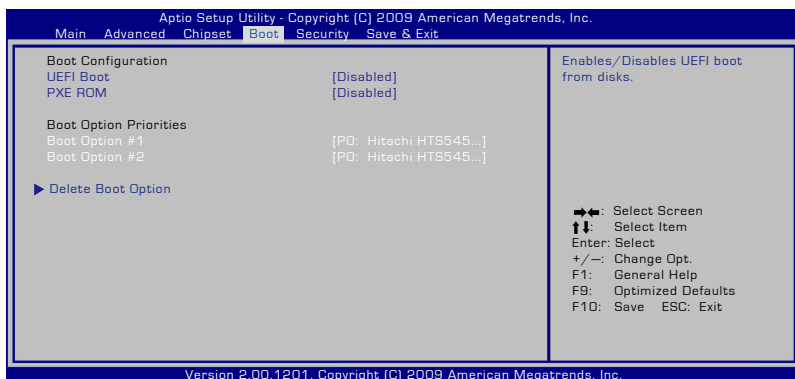 Aptio Setup Utility - Copyright (C) 2009 American Megatrends, Inc.
Main Advanced Chipset Boot Security Save & Exit
Boot Configuration
UEFI Boot [Disabled]
PXE ROM [Disabled]
Boot Option Priorities
Boot Option #1 [P0: Hitachi HTS545...]
Boot Option #2 [P0: Hitachi HTS545...]
▶ Delete Boot Option
Enables/Disables UEFI boot
from disks.
→←: Select Screen
↑↓: Select Item
Enter: Select
+/—: Change Opt.
F1: General Help
F9: Optimized Defaults
F10: Save ESC: Exit
Version 2.00.1201. Copyright (C) 2009 American Megatrends, Inc.